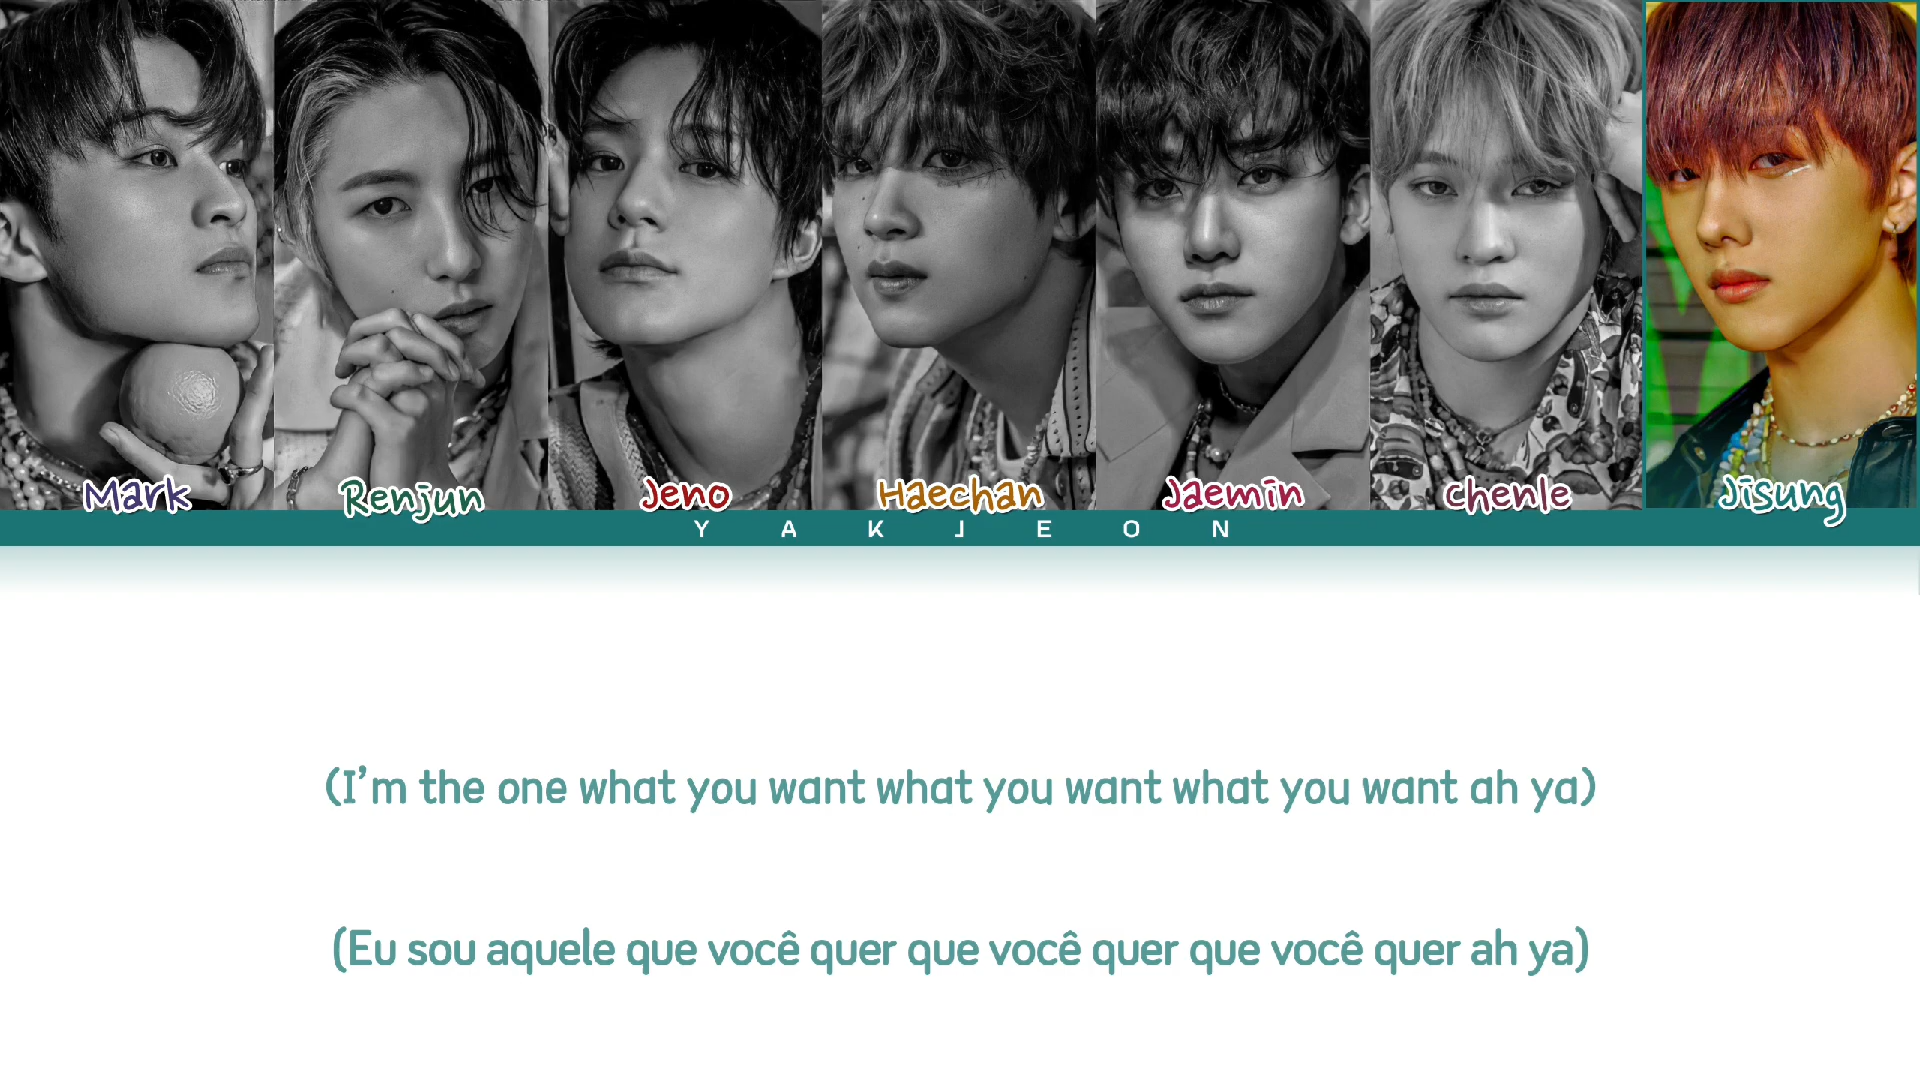 Mark Renjun Jeno Haechan Jaemin Chenle Jisung
YAKJEON
(I'm the one what you want what you want what you want ah ya)
(Eu sou aquele que você quer que você quer que você quer ah ya)